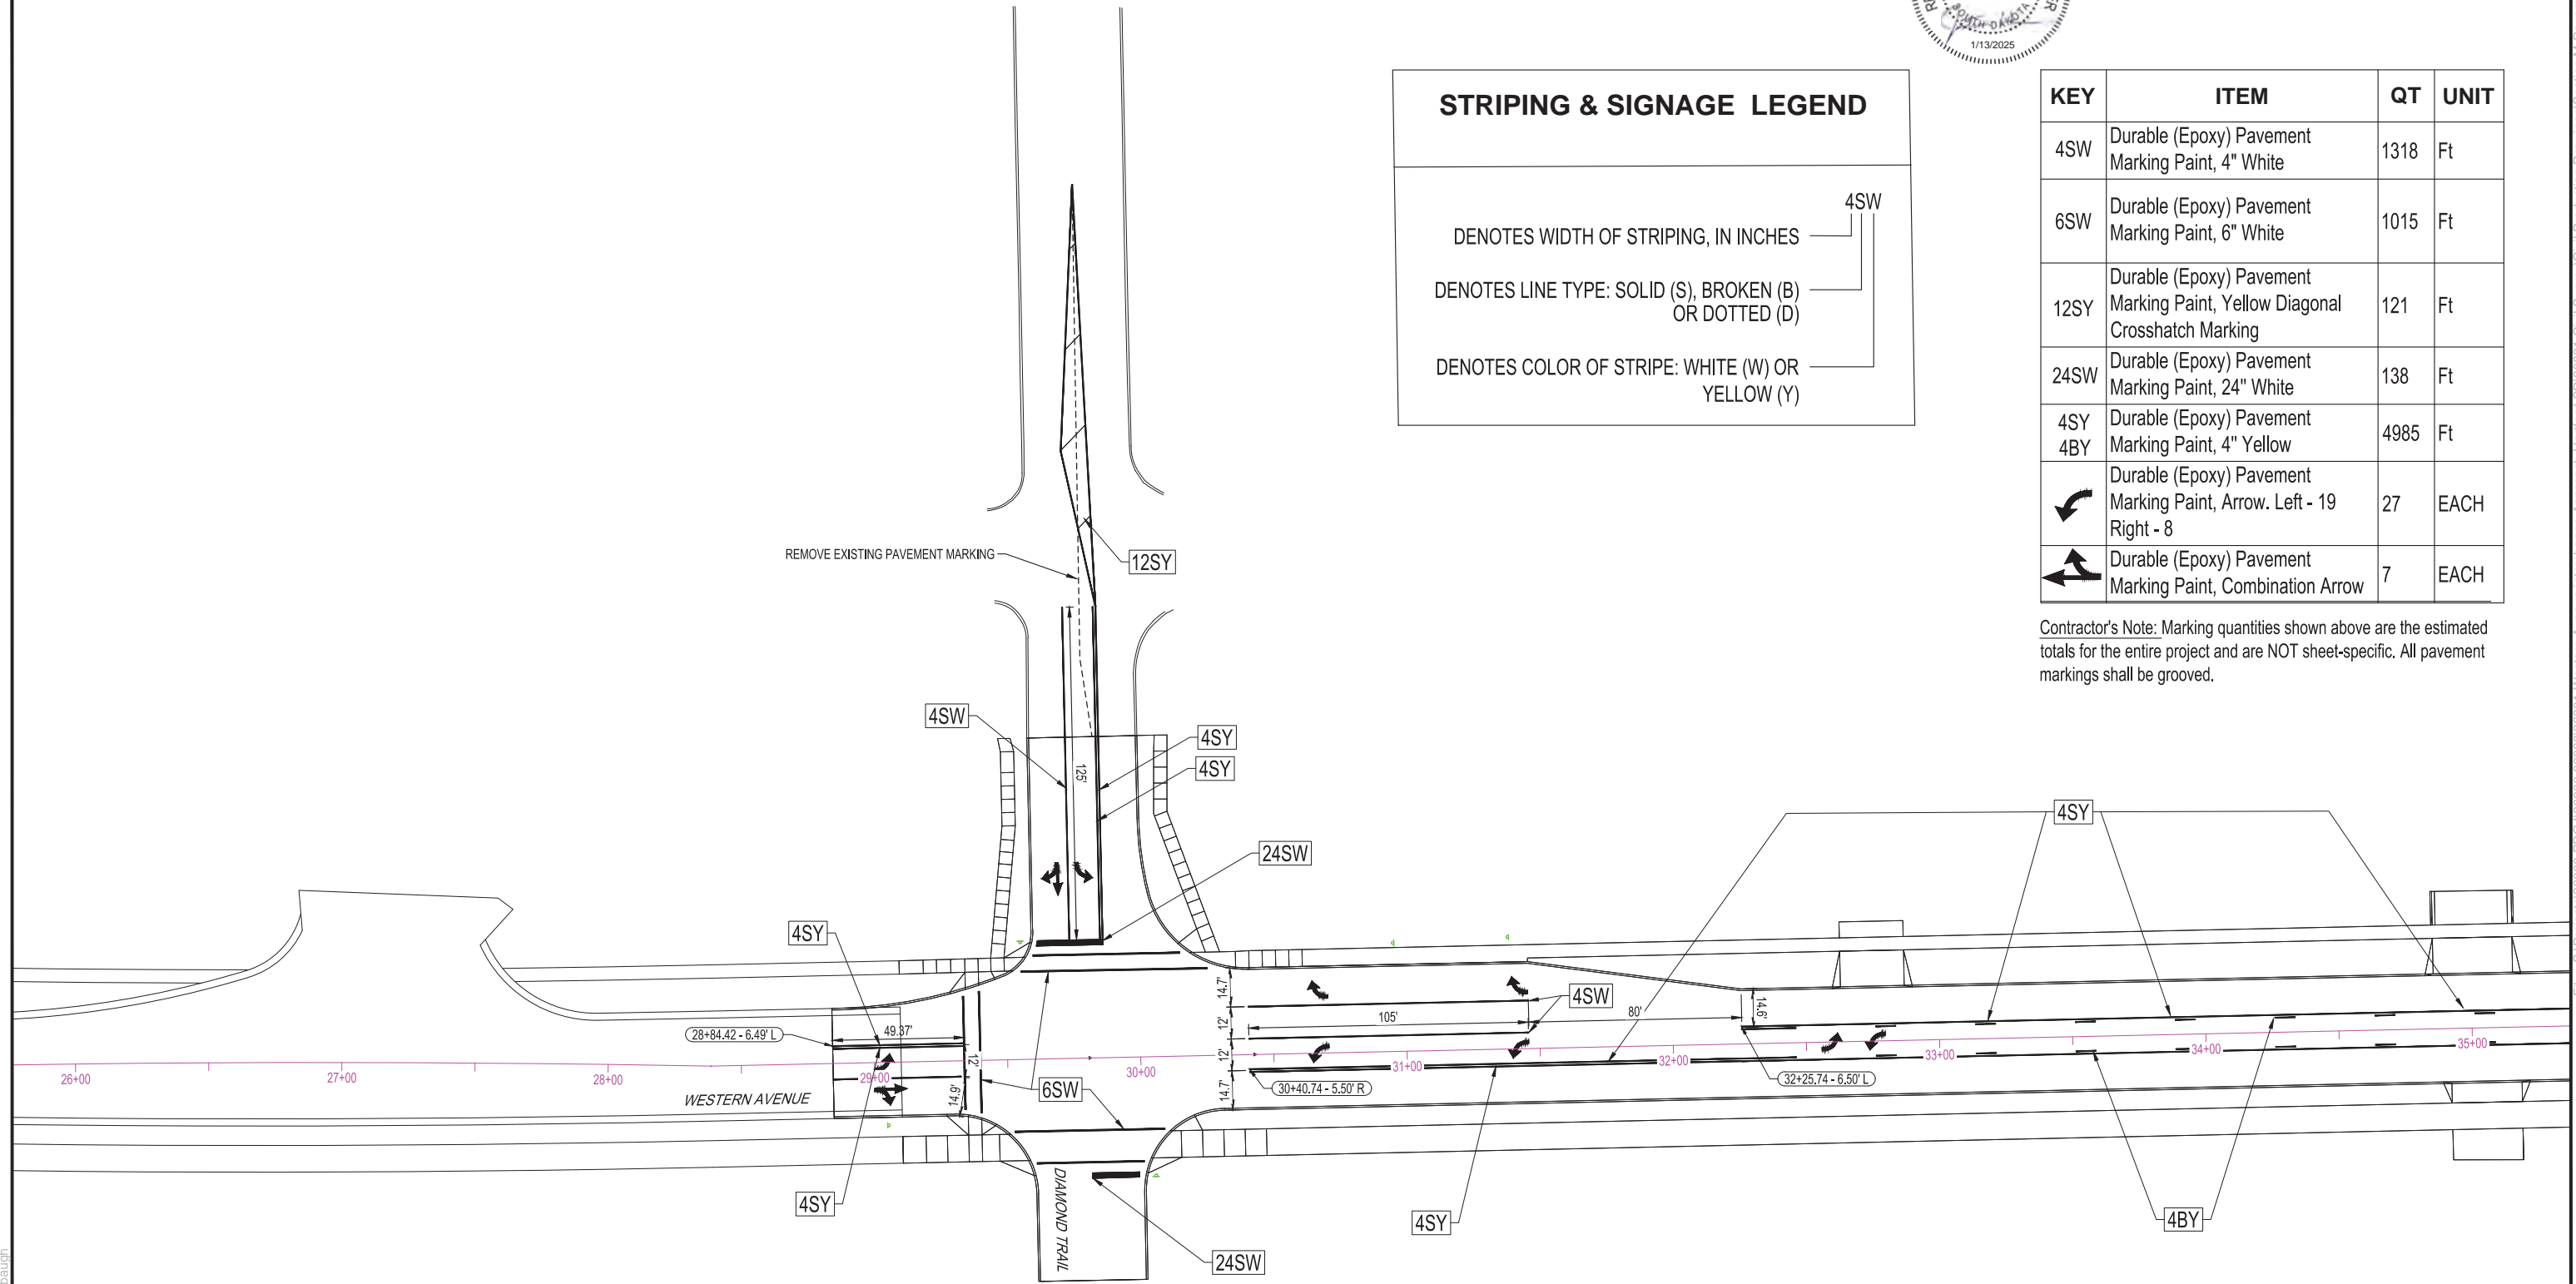 SOUTH DAKOTA
1/13/2025
STRIPING & SIGNAGE LEGEND
4SW
DENOTES WIDTH OF STRIPING, IN INCHES
DENOTES LINE TYPE: SOLID (S), BROKEN (B)
OR DOTTED (D)
DENOTES COLOR OF STRIPE: WHITE (W) OR
YELLOW (Y)
KEY ITEM QT UNIT
4SW Durable (Epoxy) Pavement
Marking Paint, 4" White 1318 Ft
6SW Durable (Epoxy) Pavement
Marking Paint, 6" White 1015 Ft
12SY Durable (Epoxy) Pavement
Marking Paint, Yellow Diagonal
Crosshatch Marking 121 Ft
24SW Durable (Epoxy) Pavement
Marking Paint, 24" White 138 Ft
4SY
4BY
Durable (Epoxy) Pavement
Marking Paint, 4" Yellow 4985 Ft
Durable (Epoxy) Pavement
Marking Paint, Arrow. Left - 19
Right - 8 27 EACH
Durable (Epoxy) Pavement
Marking Paint, Combination Arrow 7 EACH
Contractor's Note: Marking quantities shown above are the estimated
totals for the entire project and are NOT sheet-specific. All pavement
markings shall be grooved.
REMOVE EXISTING PAVEMENT MARKING
12SY
4SW
4SY
4SY
125'
24SW
4SY
4SY
4SW
28+84.42 - 6.49' L
49.37'
12'
14.9'
14.7'
12'
12'
14.7'
105'
80'
14.6'
26+00
27+00
28+00
29+00
30+00
31+00
32+00
33+00
34+00
35+00
WESTERN AVENUE
6SW
30+40.74 - 5.50' R
32+25.74 - 6.50' L
4SY
DIAMOND TRAIL
24SW
4SY
4BY
baugh